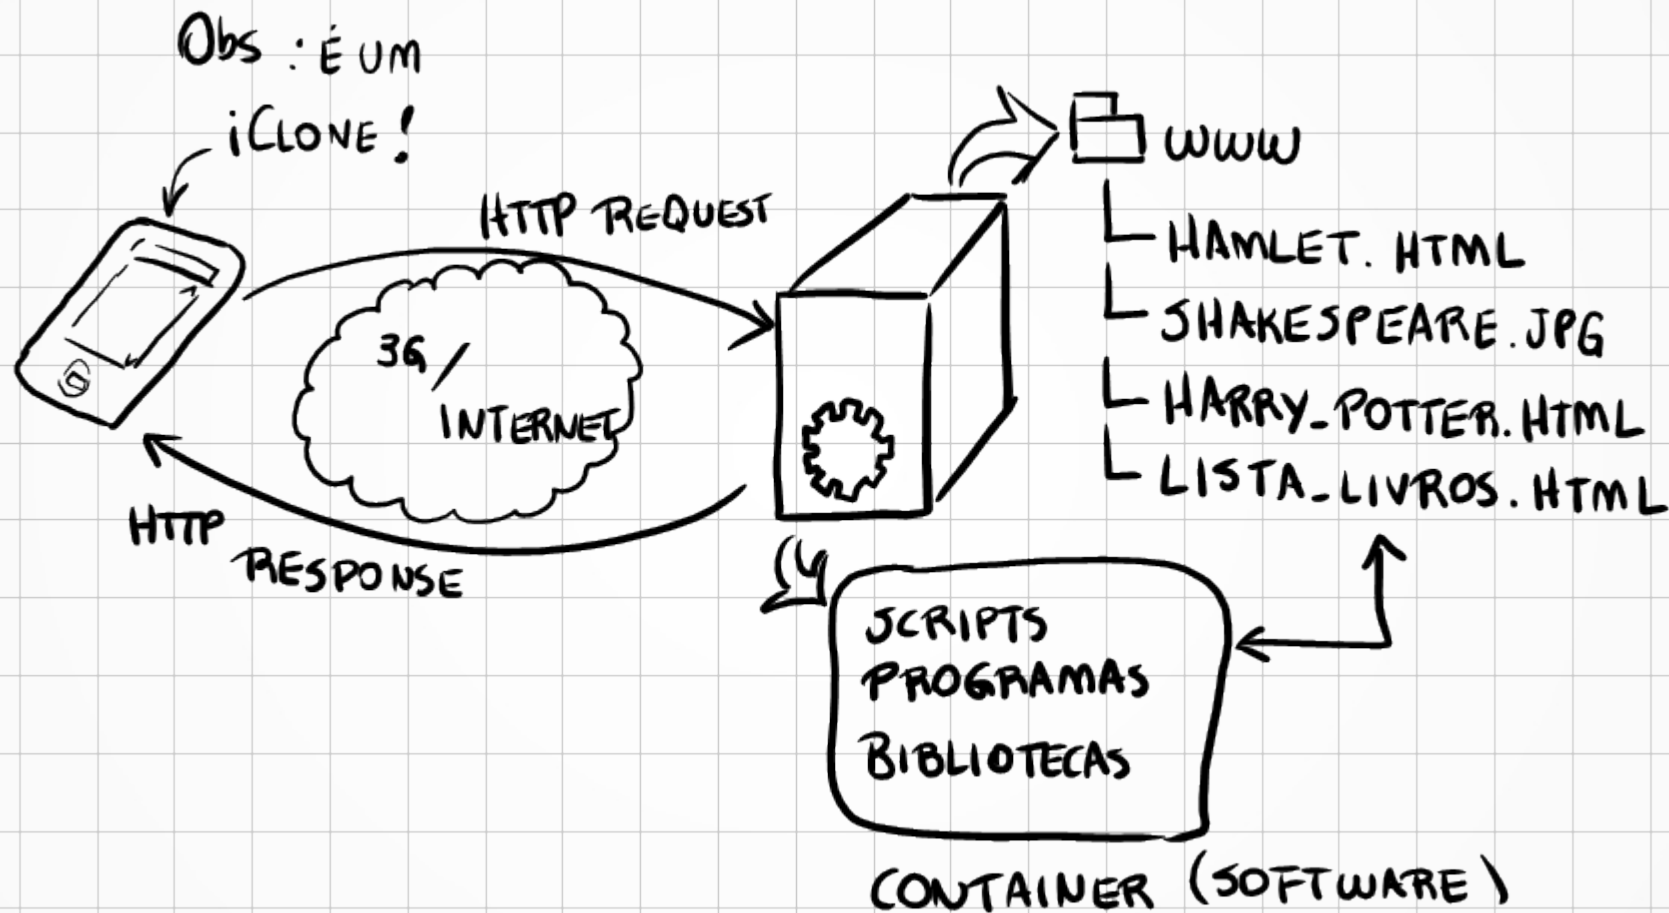 Obs : É UM
iCLONE!
HTTP REQUEST
3G /
INTERNET
HTTP
RESPONSE
WWW
HAMLET. HTML
SHAKESPEARE.JPG
HARRY_POTTER.HTML
LISTA_LIVROS.HTML
SCRIPTS
PROGRAMAS
BIBLIOTECAS
CONTAINER (SOFTWARE)